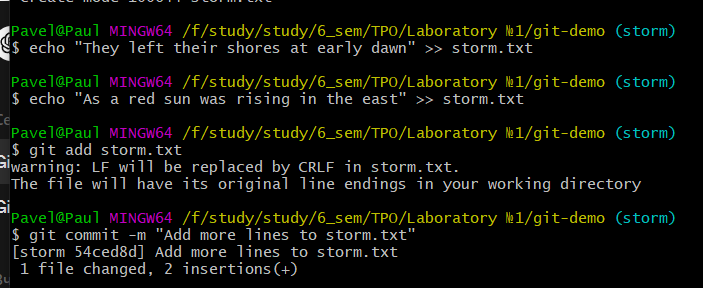 create mode 100644 storm.txt
Pavel@Paul MINGW64 /f/study/study/6_sem/TPO/Laboratory №1/git-demo (storm)
$ echo "They left their shores at early dawn" >> storm.txt
Pavel@Paul MINGW64 /f/study/study/6_sem/TPO/Laboratory №1/git-demo (storm)
$ echo "As a red sun was rising in the east" >> storm.txt
Pavel@Paul MINGW64 /f/study/study/6_sem/TPO/Laboratory №1/git-demo (storm)
$ git add storm.txt
warning: LF will be replaced by CRLF in storm.txt.
The file will have its original line endings in your working directory
Pavel@Paul MINGW64 /f/study/study/6_sem/TPO/Laboratory №1/git-demo (storm)
$ git commit -m "Add more lines to storm.txt"
[storm 54ced8d] Add more lines to storm.txt
 1 file changed, 2 insertions(+)